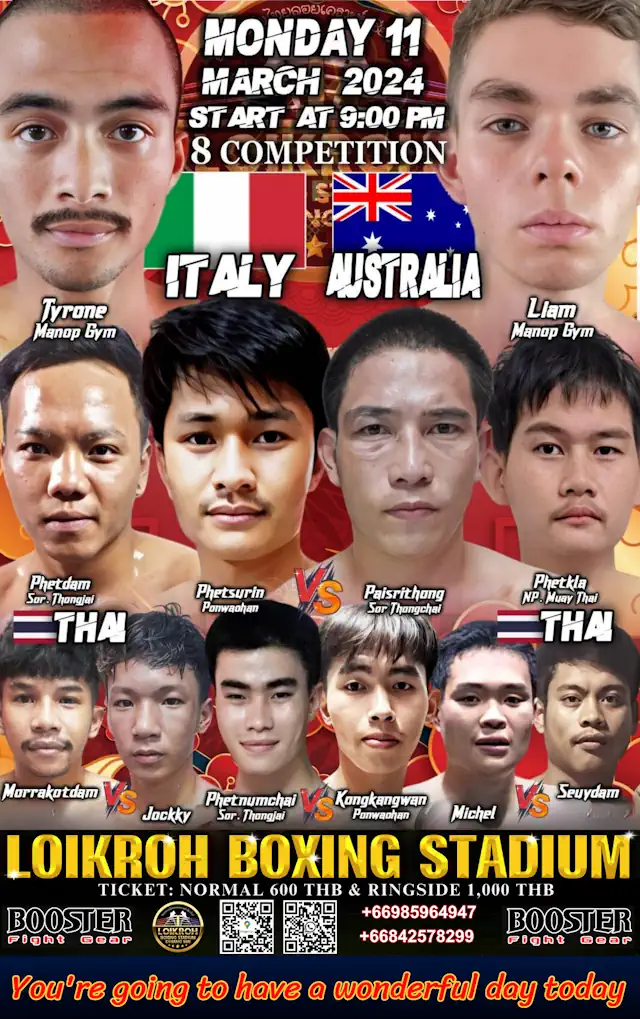 MONDAY 11
MARCH 2024
START AT 9:00 PM
8 COMPETITION
ITALY AUSTRALIA
Tyrone
Manop Gym
Liam
Manop Gym
Phetdam
Sor. Thongjai
Phetsurin
Ponwaohan
VS
Paisrithong
Sor Thongchai
Phetkla
NP. Muay Thai
THAI
THAI
Morrakotdam
VS
Jockky
Phetnumchai
Sor. Thongjai
VS
Kongkangwan
Ponwaohan
Michel
VS
Seuydam
LOIKROH BOXING STADIUM
TICKET: NORMAL 600 THB & RINGSIDE 1,000 THB
BOOSTER
Fight Gear
LOIKROH
+66985964947
+66842578299
BOOSTER
Fight Gear
You're going to have a wonderful day today